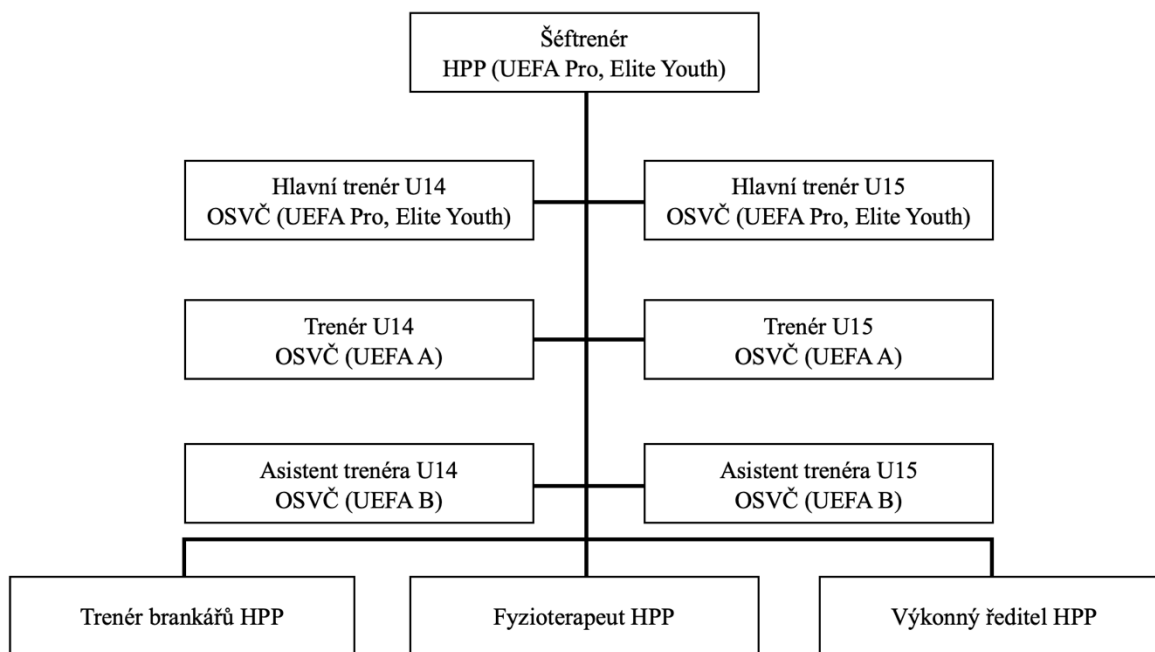 Šéftrenér
HPP (UEFA Pro, Elite Youth)
Hlavní trenér U14
OSVČ (UEFA Pro, Elite Youth)
Hlavní trenér U15
OSVČ (UEFA Pro, Elite Youth)
Trenér U14
OSVČ (UEFA A)
Trenér U15
OSVČ (UEFA A)
Asistent trenéra U14
OSVČ (UEFA B)
Asistent trenéra U15
OSVČ (UEFA B)
Trenér brankářů HPP
Fyzioterapeut HPP
Výkonný ředitel HPP